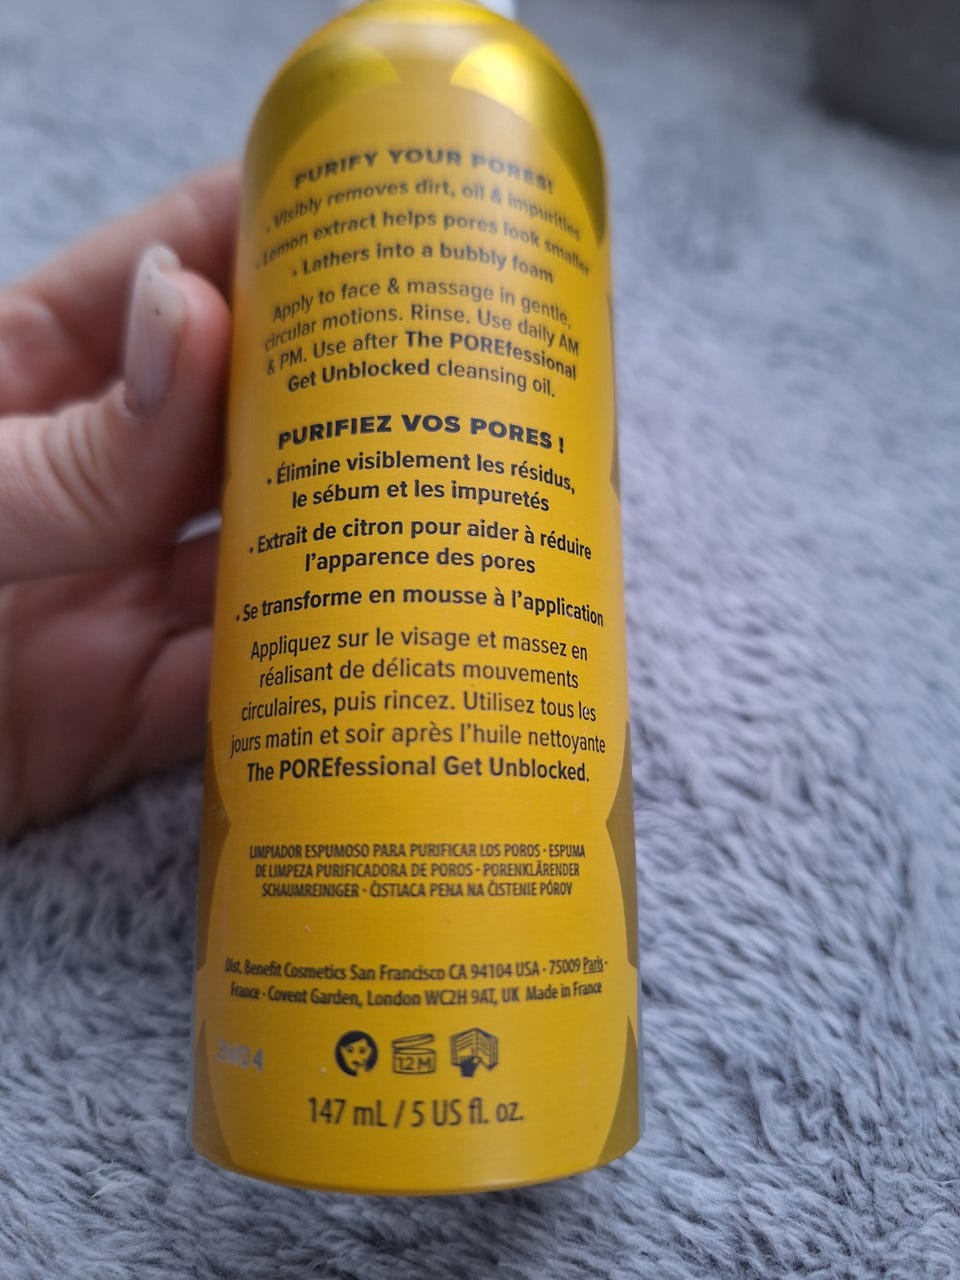 PURIFY YOUR PORES!
• Visibly removes dirt, oil & impurities
• Lemon extract helps pores look smaller
• Lathers into a bubbly foam
Apply to face & massage in gentle,
circular motions. Rinse. Use daily AM
& PM. Use after The POREfessional
Get Unblocked cleansing oil.
PURIFIEZ VOS PORES !
• Élimine visiblement les résidus,
le sébum et les impuretés
• Extrait de citron pour aider à réduire
l'apparence des pores
• Se transforme en mousse à l'application
Appliquez sur le visage et massez en
réalisant de délicats mouvements
circulaires, puis rincez. Utilisez tous les
jours matin et soir après l'huile nettoyante
The POREfessional Get Unblocked.
LIMPIADOR ESPUMOSO PARA PURIFICAR LOS POROS • ESPUMA
DE LIMPEZA PURIFICADORA DE POROS • PORENKLÄRENDER
SCHAUMREINIGER • ČISTIACA PENA NA ČISTENIE PÓROV
Dist. Benefit Cosmetics San Francisco CA 94104 USA • 75009 Paris •
France • Covent Garden, London WC2H 9AT, UK Made in France
12M
147 mL / 5 US fl. oz.